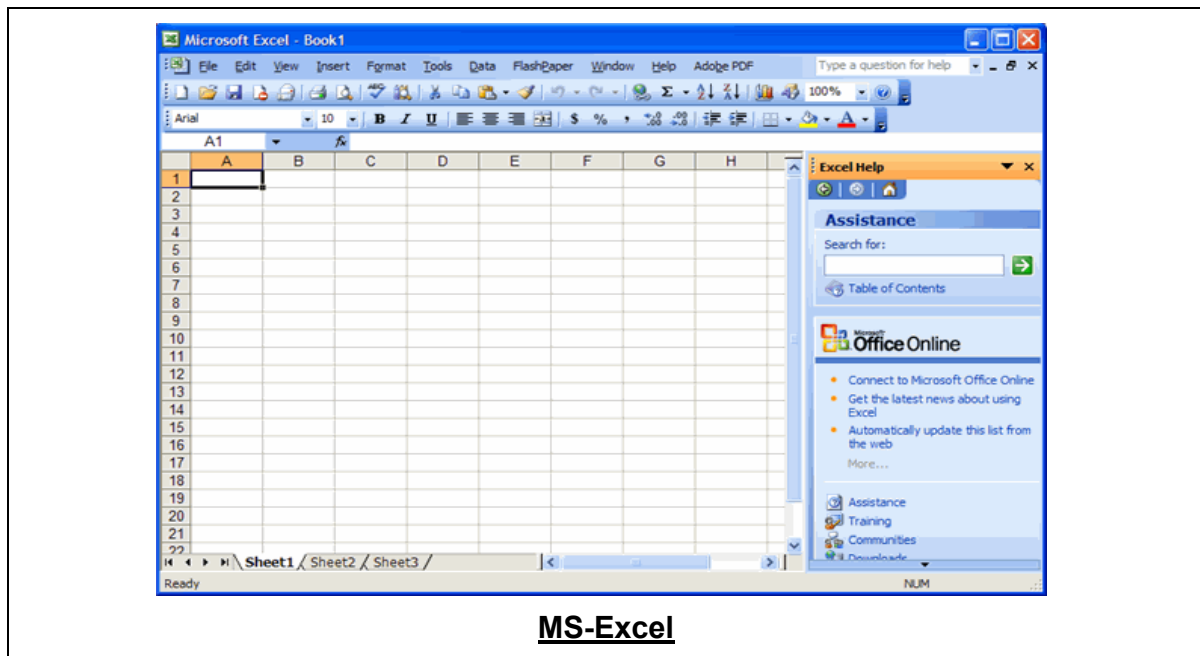 Microsoft Excel - Book1
File Edit View Insert Format Tools Data FlashPaper Window Help Adobe PDF Type a question for help
100%
Arial 10 B I U $ % ,
A1 fx
A B C D E F G H
1
2
3
4
5
6
7
8
9
10
11
12
13
14
15
16
17
18
19
20
21
22
Excel Help
Assistance
Search for:
Table of Contents
Microsoft
Office Online
Connect to Microsoft Office Online
Get the latest news about using
Excel
Automatically update this list from
the web
More...
Assistance
Training
Communities
Downloads
Sheet1 Sheet2 Sheet3
Ready NUM
MS-Excel